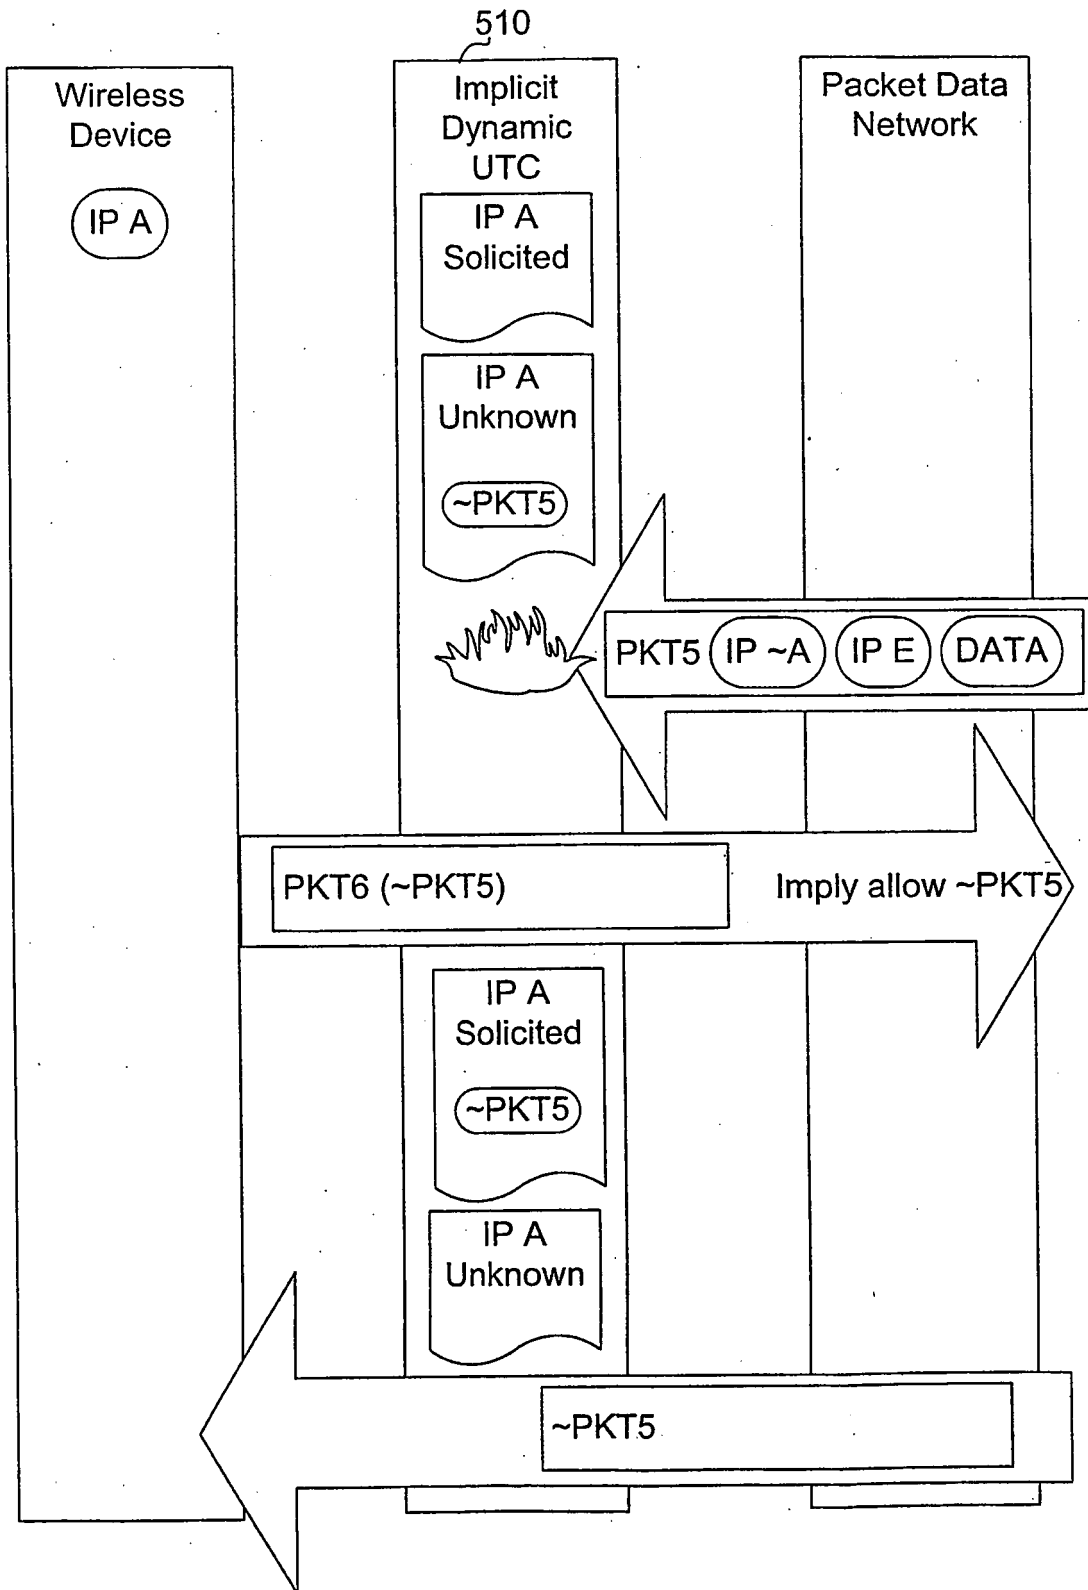 510
Wireless
Device
IP A
Implicit
Dynamic
UTC
IP A
Solicited
IP A
Unknown
~PKT5
Packet Data
Network
PKT5 IP ~A IP E DATA
PKT6 (~PKT5) Imply allow ~PKT5
IP A
Solicited
~PKT5
IP A
Unknown
~PKT5